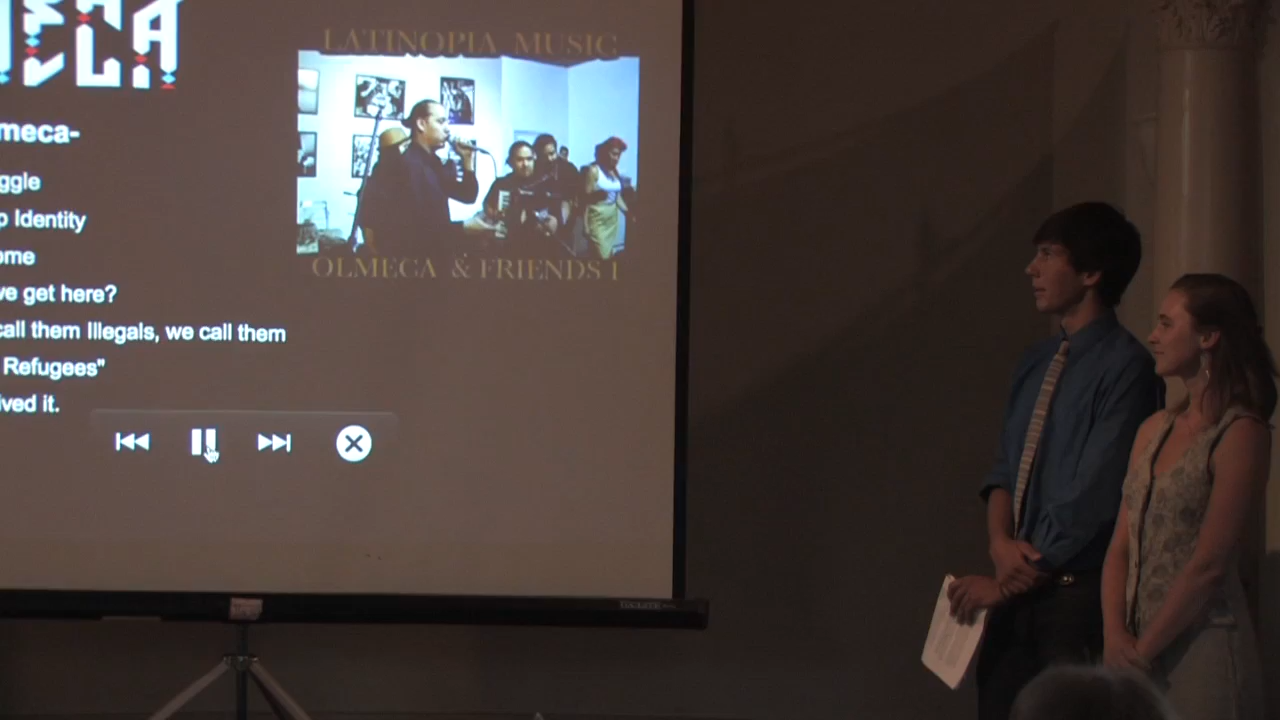 MECA
LATINOPIA MUSIC
OLMECA & FRIENDS I
meca-
ggle
p Identity
ome
ve get here?
call them Illegals, we call them
Refugees"
ived it.